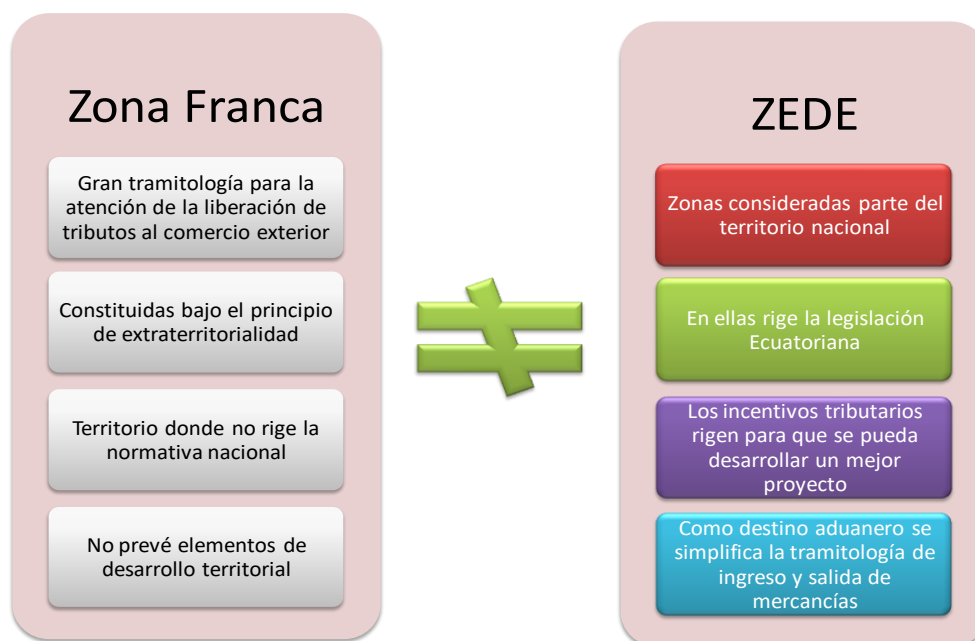 Zona Franca
Gran tramitología para la
atención de la liberación de
tributos al comercio exterior
Constituidas bajo el principio
de extraterritorialidad
Territorio donde no rige la
normativa nacional
No prevé elementos de
desarrollo territorial
ZEDE
Zonas consideradas parte del
territorio nacional
En ellas rige la legislación
Ecuatoriana
Los incentivos tributarios
rigen para que se pueda
desarrollar un mejor
proyecto
Como destino aduanero se
simplifica la tramitología de
ingreso y salida de
mercancías